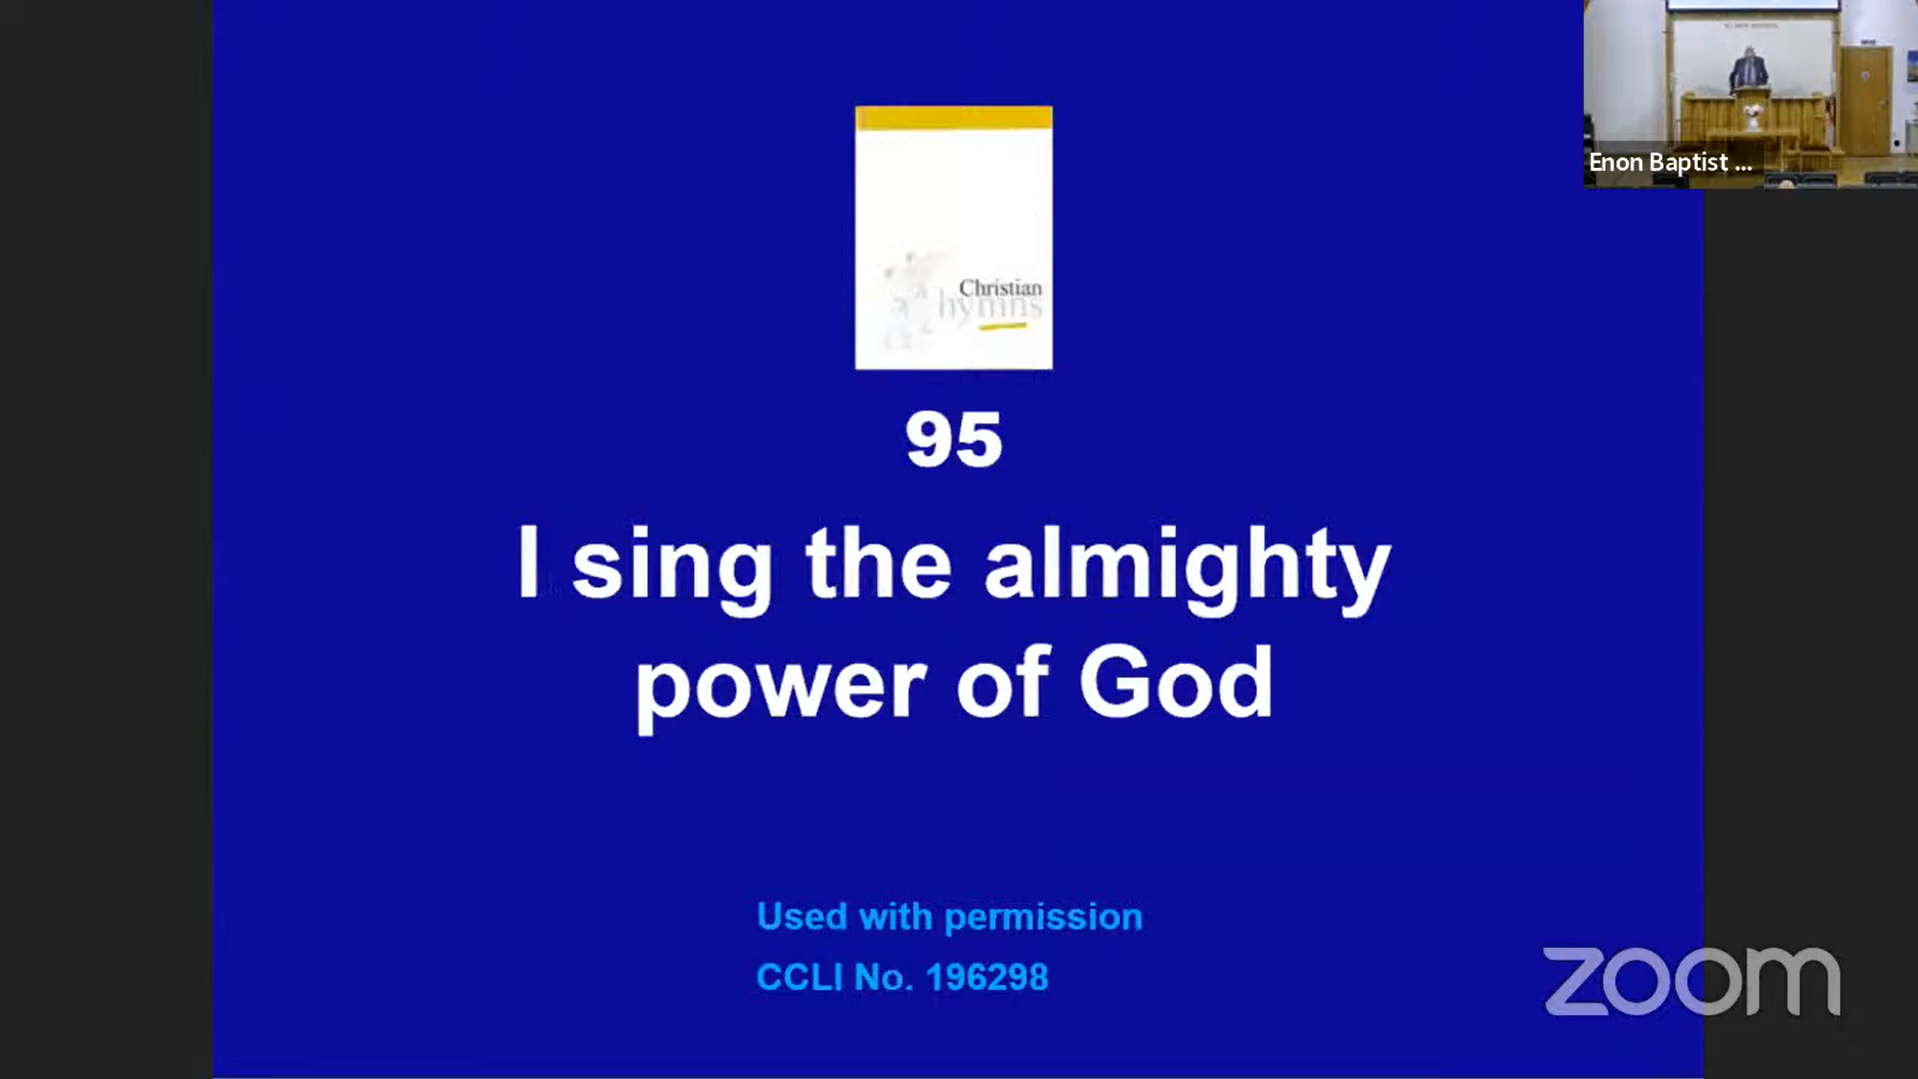 Enon Baptist ...
Christian
hymns
95
I sing the almighty
power of God
Used with permission
CCLI No. 196298
zoom